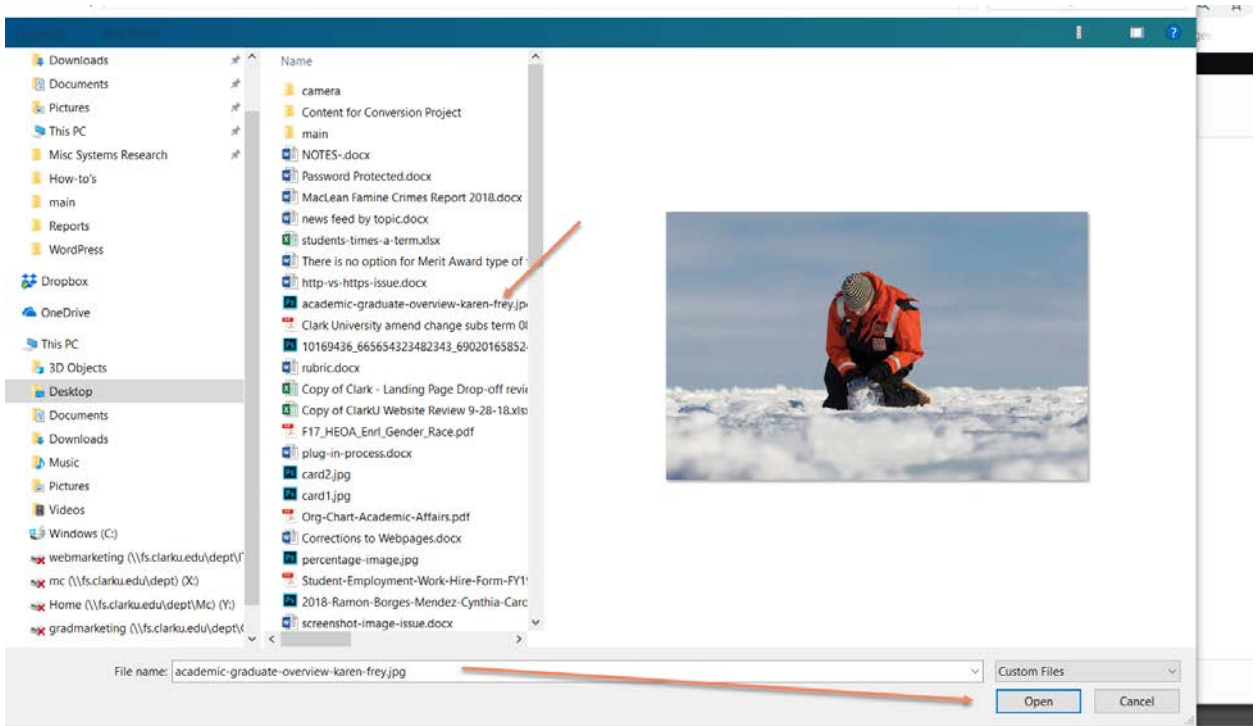 Downloads
Documents
Pictures
This PC
Misc Systems Research
How-to's
main
Reports
WordPress
Dropbox
OneDrive
This PC
3D Objects
Desktop
Documents
Downloads
Music
Pictures
Videos
Windows (C:)
webmarketing (\\fs.clarku.edu\dept\
mc (\\fs.clarku.edu\dept) (X:)
Home (\\fs.clarku.edu\dept\Mc) (Y:)
gradmarketing (\\fs.clarku.edu\dept\
Name
camera
Content for Conversion Project
main
NOTES-.docx
Password Protected.docx
MacLean Famine Crimes Report 2018.docx
news feed by topic.docx
students-times-a-term.xlsx
There is no option for Merit Award type of
http-vs-https-issue.docx
academic-graduate-overview-karen-frey.jp
Clark University amend change subs term
10169436_665654323482343_69020165852
rubric.docx
Copy of Clark - Landing Page Drop-off revi
Copy of ClarkU Website Review 9-28-18.xls
F17_HEOA_Enrl_Gender_Race.pdf
plug-in-process.docx
card2.jpg
card1.jpg
Org-Chart-Academic-Affairs.pdf
Corrections to Webpages.docx
percentage-image.jpg
Student-Employment-Work-Hire-Form-FY1
2018-Ramon-Borges-Mendez-Cynthia-Carc
screenshot-image-issue.docx
File name: academic-graduate-overview-karen-frey.jpg
Custom Files
Open Cancel